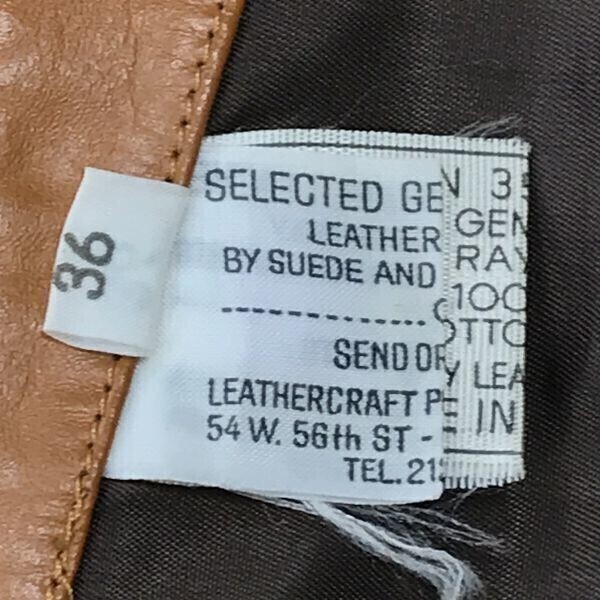 SELECTED GE
LEATHER
BY SUEDE AND
SEND OR
LEATHERCRAFT P
54 W. 56th ST -
TEL. 21
N 35
GEN
RAY
100
OTTO
Y LEA
E IN
36